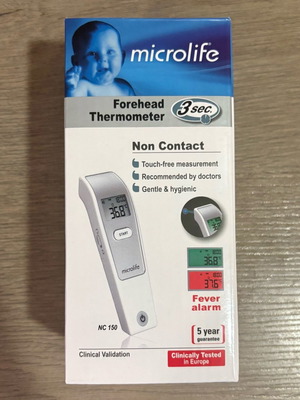 microlife
Forehead
Thermometer
3 sec.
Non Contact
Touch-free measurement
Recommended by doctors
Gentle & hygienic
36.8°
START
microlife
NC 150
36.8°
37.6°
Fever
alarm
5 year
guarantee
Clinical Validation
Clinically Tested
in Europe